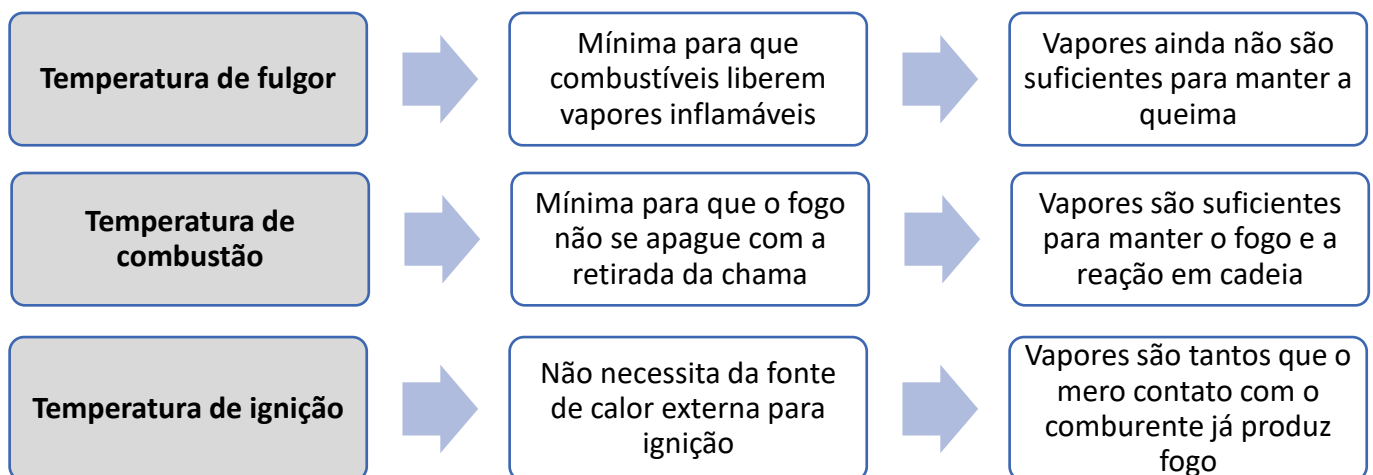 Temperatura de fulgor
Mínima para que
combustíveis liberem
vapores inflamáveis
Vapores ainda não são
suficientes para manter a
queima
Temperatura de
combustão
Mínima para que o fogo
não se apague com a
retirada da chama
Vapores são suficientes
para manter o fogo e a
reação em cadeia
Temperatura de ignição
Não necessita da fonte
de calor externa para
ignição
Vapores são tantos que o
mero contato com o
comburente já produz
fogo